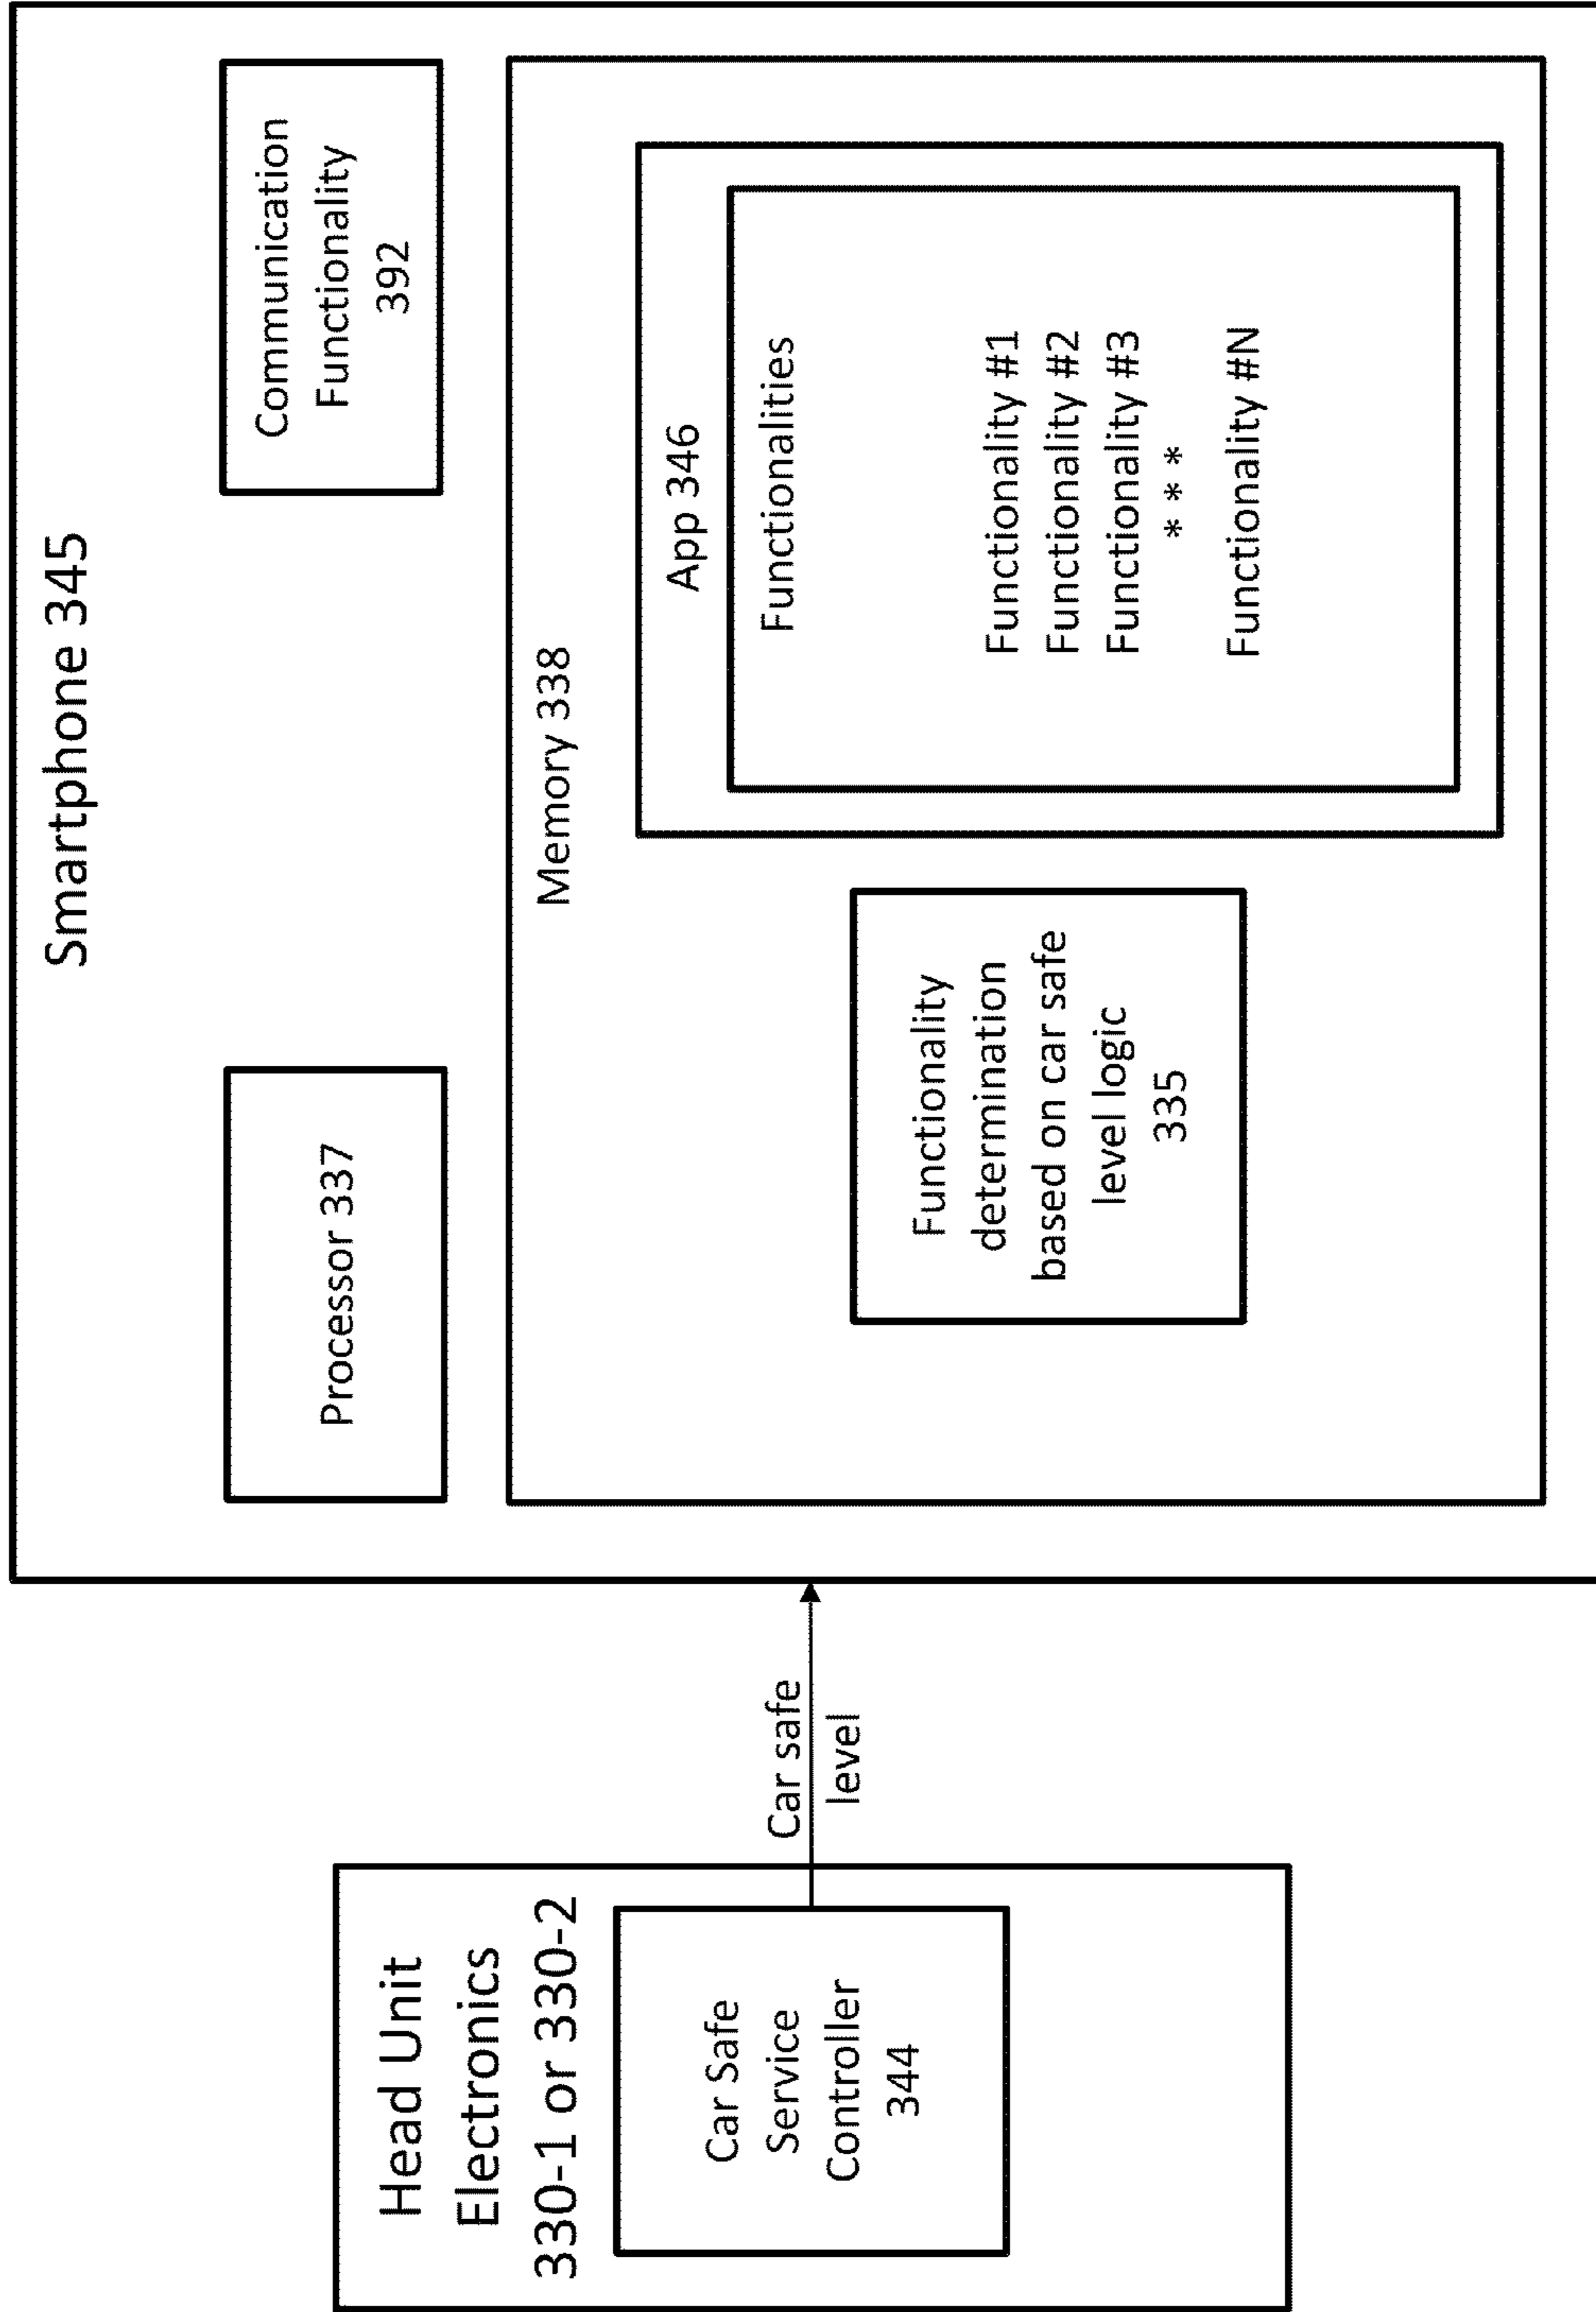 Head Unit
Electronics
330-1 or 330-2
Car Safe
Service
Controller
344
Car safe
level
Smartphone 345
Processor 337
Communication
Functionality
392
Memory 338
Functionality
determination
based on car safe
level logic
335
App 346
Functionalities
Functionality #1
Functionality #2
Functionality #3
* * *
Functionality #N